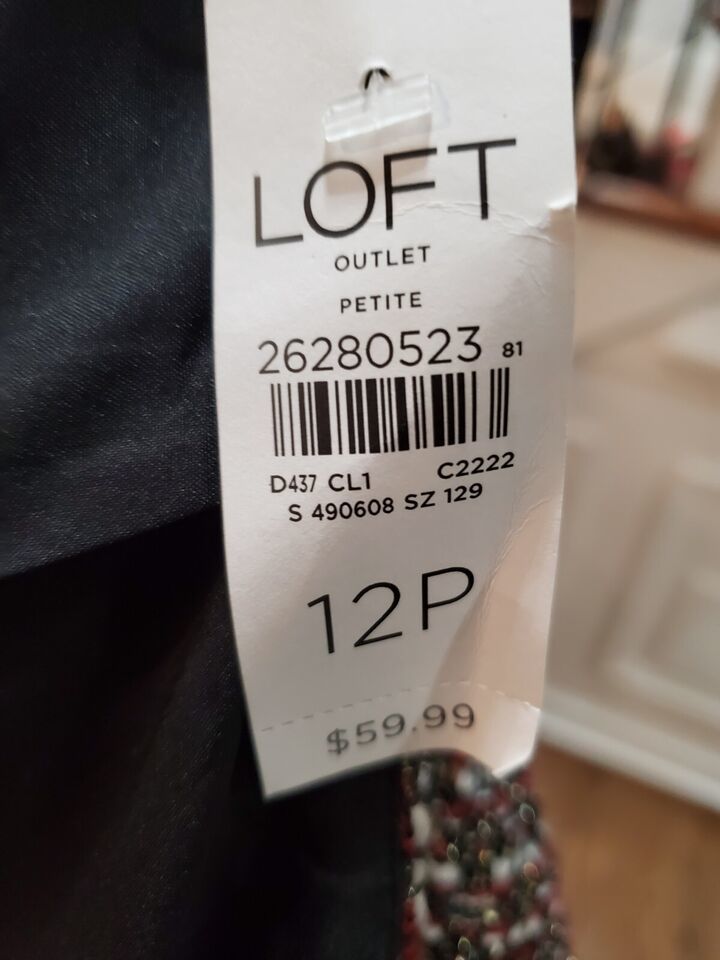 LOFT
OUTLET
PETITE
26280523 81
D437 CL1 C2222
S 490608 SZ 129
12P
$59.99